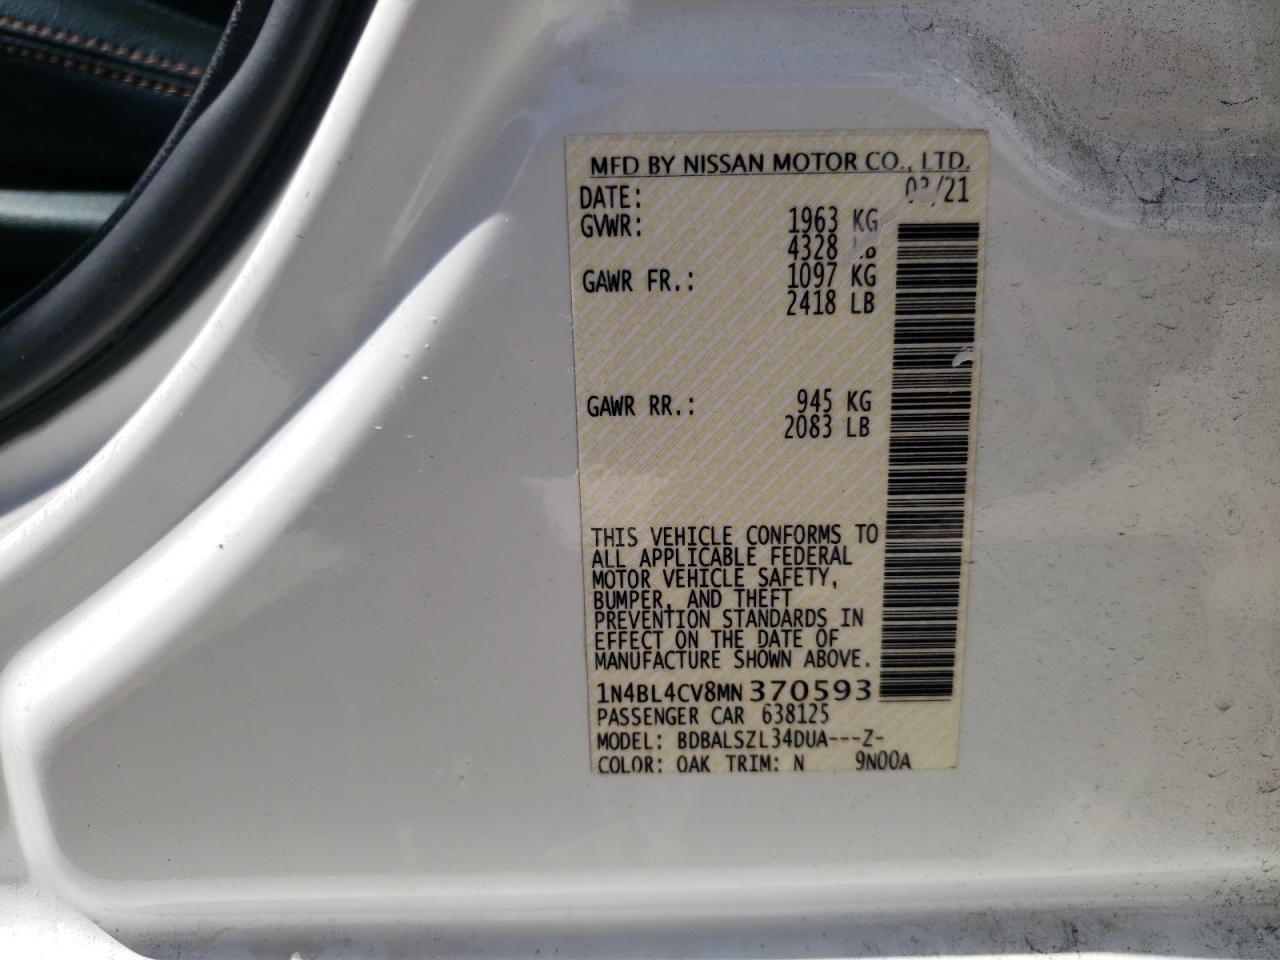 MFD BY NISSAN MOTOR CO., LTD.
DATE: /21
GVWR: 1963 KG
4328
GAWR FR.: 1097 KG
2418 LB
GAWR RR.: 945 KG
2083 LB
THIS VEHICLE CONFORMS TO
ALL APPLICABLE FEDERAL
MOTOR VEHICLE SAFETY,
BUMPER, AND THEFT
PREVENTION STANDARDS IN
EFFECT ON THE DATE OF
MANUFACTURE SHOWN ABOVE.
1N4BL4CV8MN370593
PASSENGER CAR 638125
MODEL: BDBALSZL34DUA---Z-
COLOR: QAK TRIM: N 9N00A